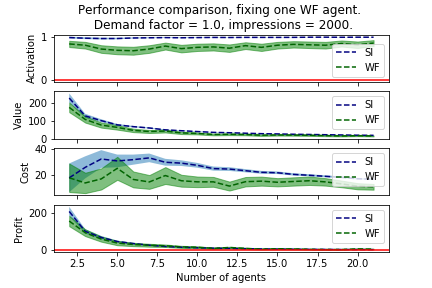 Performance comparison, fixing one WF agent.
Demand factor = 1.0, impressions = 2000.
Activation
1
0
SI
WF
Value
200
100
0
SI
WF
Cost
40
20
SI
WF
Profit
200
0
SI
WF
2.5 5.0 7.5 10.0 12.5 15.0 17.5 20.0
Number of agents